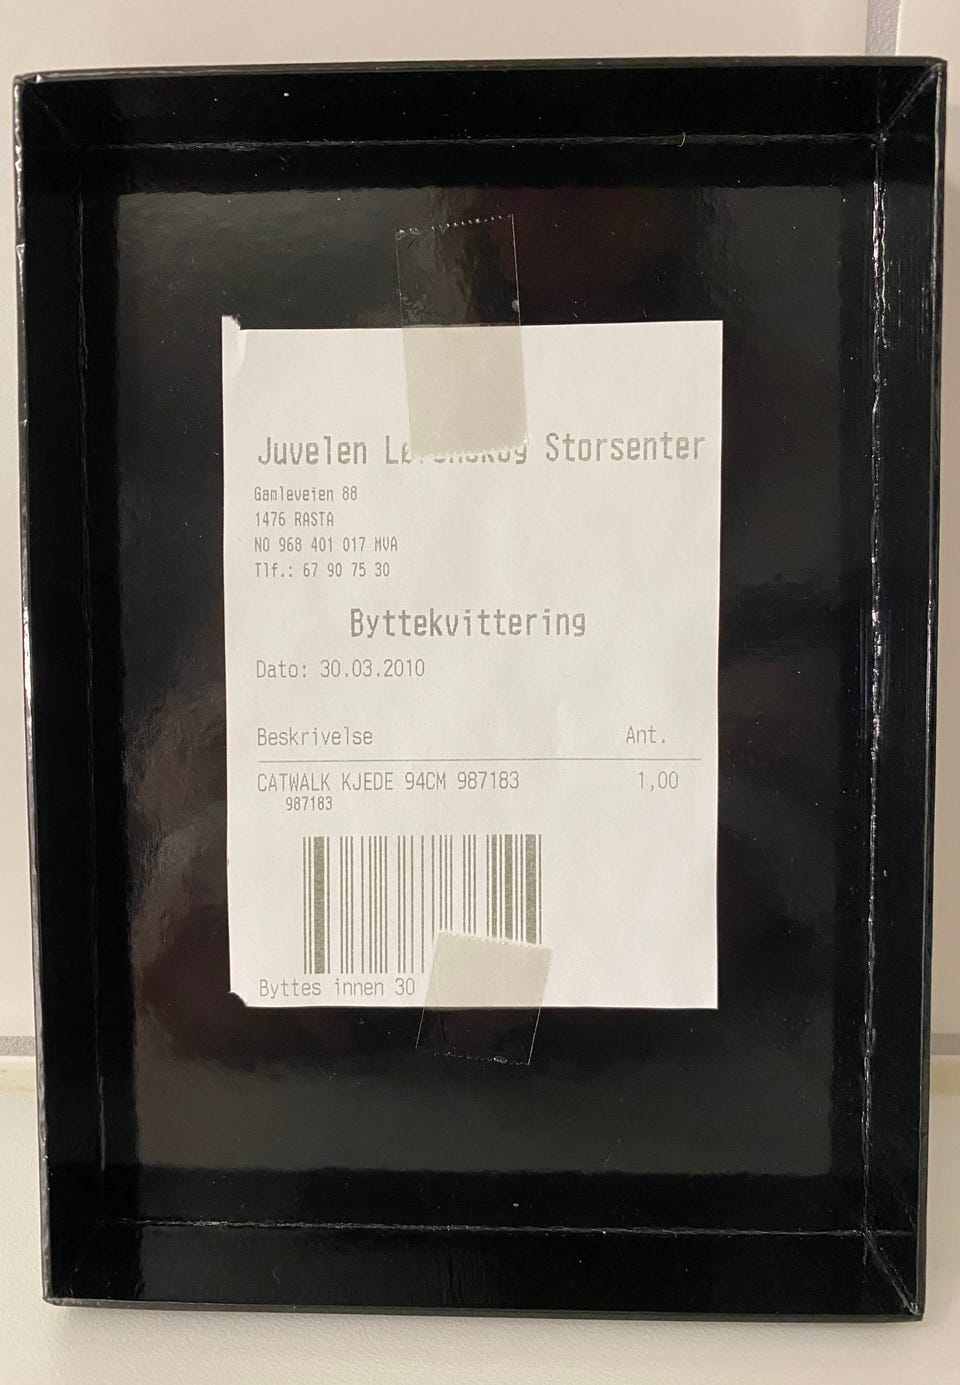 Juvelen Lørenskog Storsenter
Gamleveien 88
1476 RASTA
NO 968 401 017 MVA
Tlf.: 67 90 75 30
Byttekvittering
Dato: 30.03.2010
Beskrivelse Ant.
CATWALK KJEDE 94CM 987183 1,00
987183
Byttes innen 30